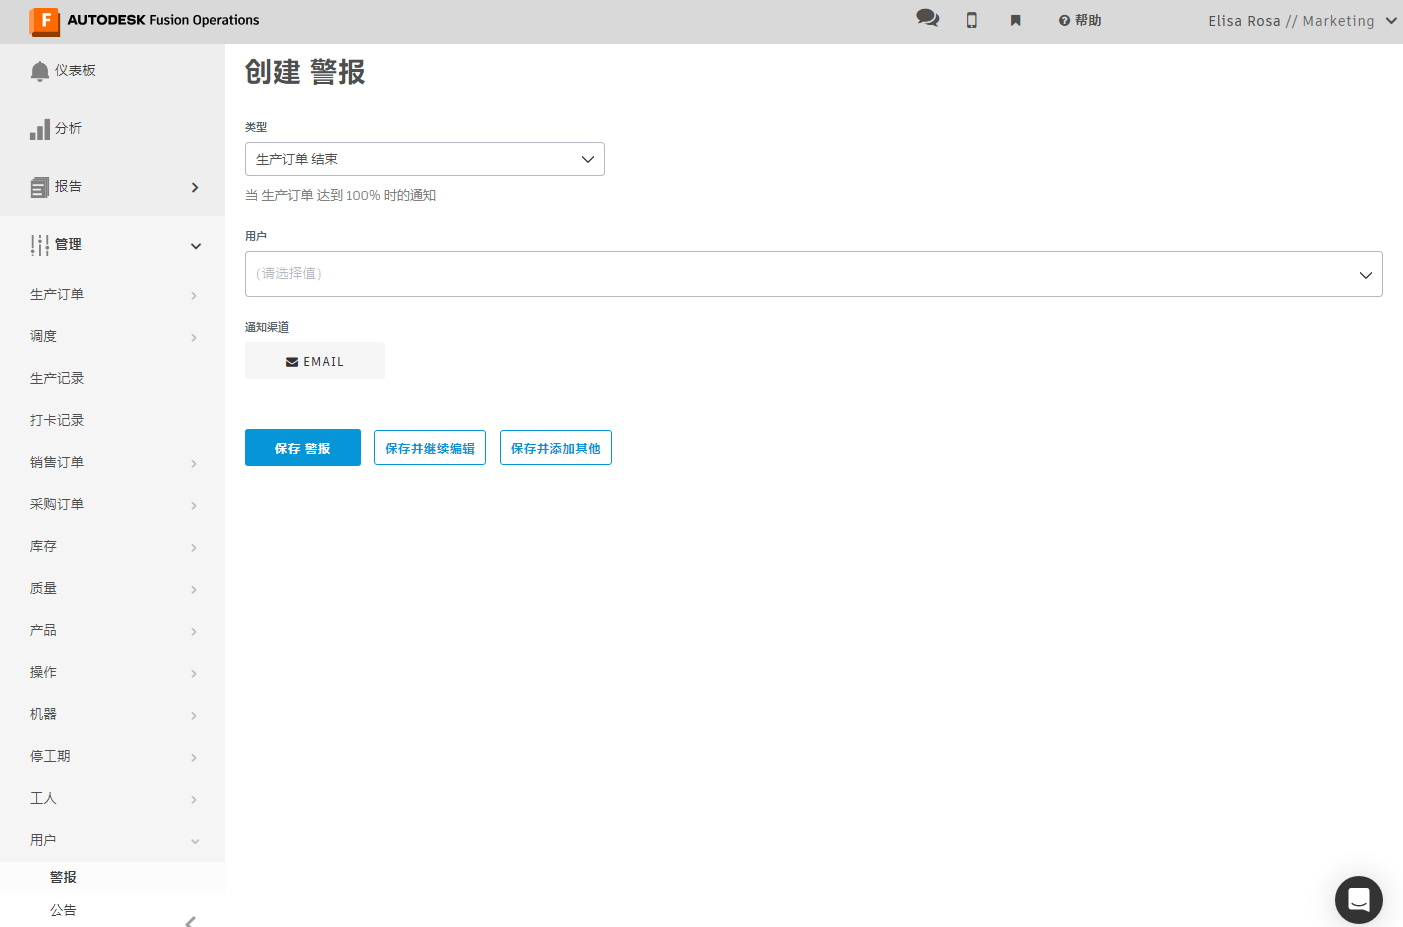 AUTODESK Fusion Operations
帮助
Elisa Rosa // Marketing
仪表板
分析
报告
管理
生产订单
调度
生产记录
打卡记录
销售订单
采购订单
库存
质量
产品
操作
机器
停工期
工人
用户
警报
公告
创建 警报
类型
生产订单 结束
当 生产订单 达到 100% 时的通知
用户
(请选择值)
通知渠道
EMAIL
保存 警报
保存并继续编辑
保存并添加其他